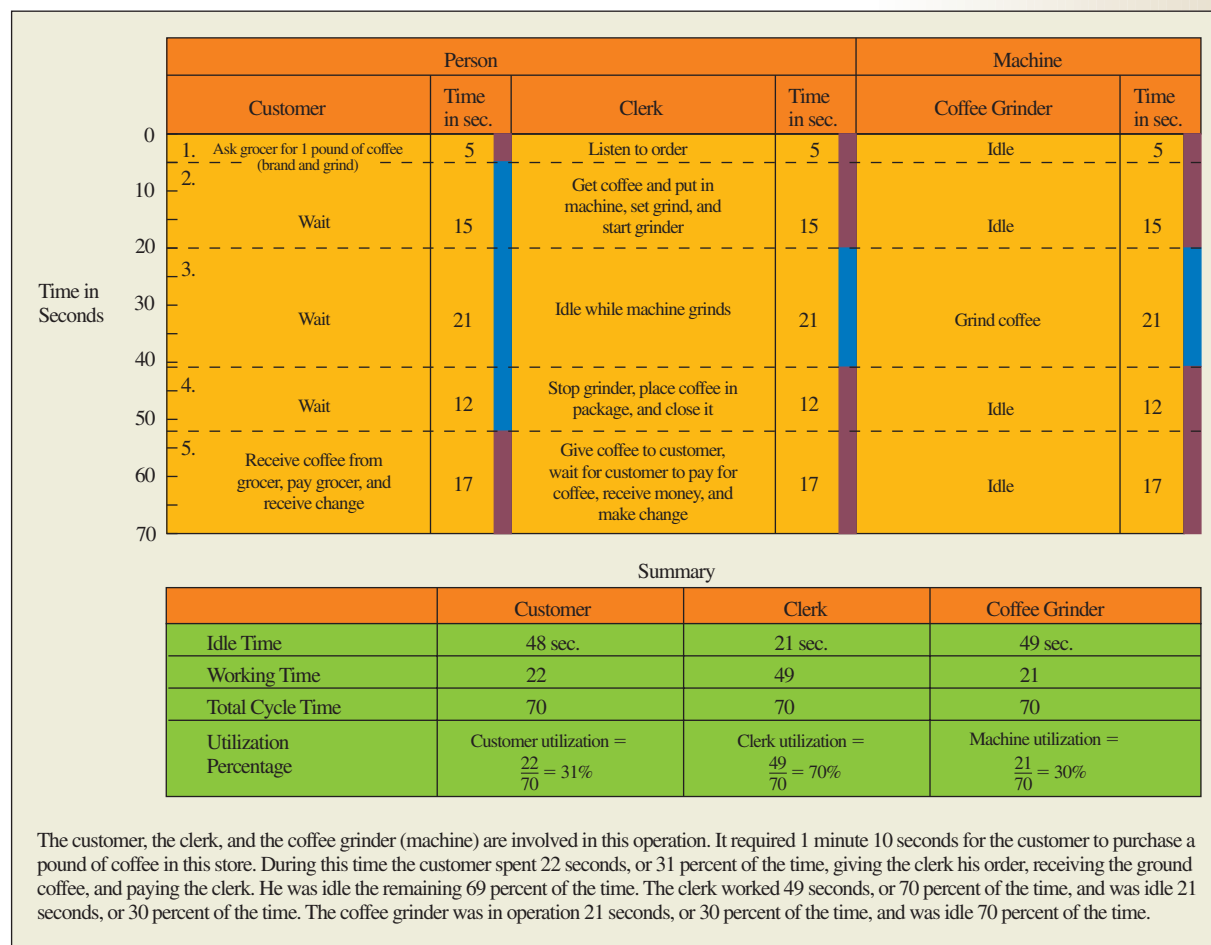 Person Machine
Customer Time in sec. Clerk Time in sec. Coffee Grinder Time in sec.
Time in Seconds
0
10
20
30
40
50
60
70
1. Ask grocer for 1 pound of coffee
(brand and grind)
5
Listen to order
5
Idle
5
2.
Wait
15
Get coffee and put in
machine, set grind, and
start grinder
15
Idle
15
3.
Wait
21
Idle while machine grinds
21
Grind coffee
21
4.
Wait
12
Stop grinder, place coffee in
package, and close it
12
Idle
12
5.
Receive coffee from
grocer, pay grocer, and
receive change
17
Give coffee to customer,
wait for customer to pay for
coffee, receive money, and
make change
17
Idle
17
Summary
Customer Clerk Coffee Grinder
Idle Time 48 sec. 21 sec. 49 sec.
Working Time 22 49 21
Total Cycle Time 70 70 70
Utilization
Percentage
Customer utilization =
22/70 = 31%
Clerk utilization =
49/70 = 70%
Machine utilization =
21/70 = 30%
The customer, the clerk, and the coffee grinder (machine) are involved in this operation. It required 1 minute 10 seconds for the customer to purchase a
pound of coffee in this store. During this time the customer spent 22 seconds, or 31 percent of the time, giving the clerk his order, receiving the ground
coffee, and paying the clerk. He was idle the remaining 69 percent of the time. The clerk worked 49 seconds, or 70 percent of the time, and was idle 21
seconds, or 30 percent of the time. The coffee grinder was in operation 21 seconds, or 30 percent of the time, and was idle 70 percent of the time.